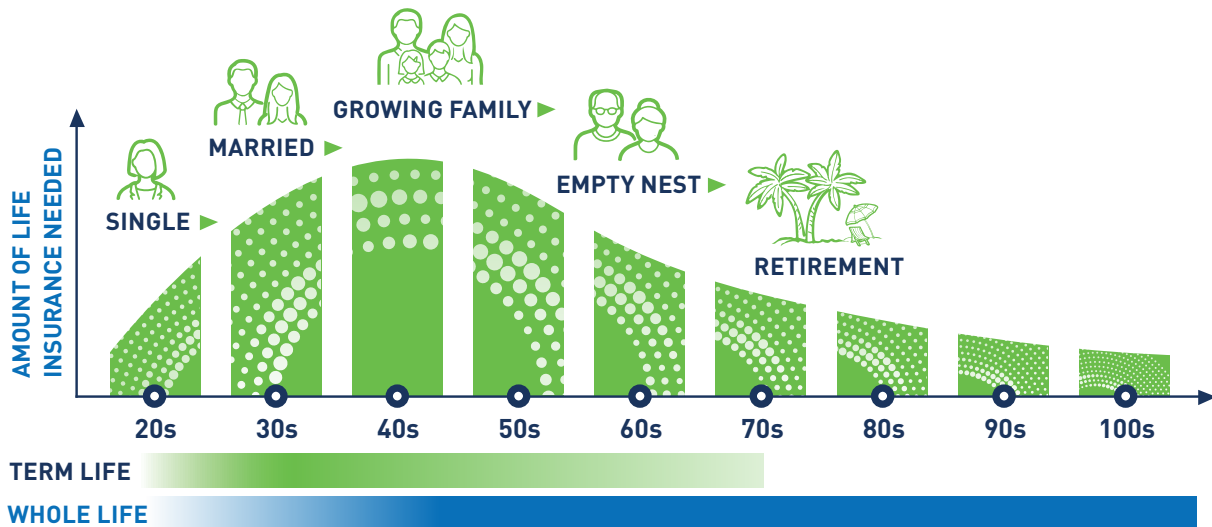 GROWING FAMILY
MARRIED
EMPTY NEST
SINGLE
RETIREMENT
AMOUNT OF LIFE
INSURANCE NEEDED
20s 30s 40s 50s 60s 70s 80s 90s 100s
TERM LIFE
WHOLE LIFE